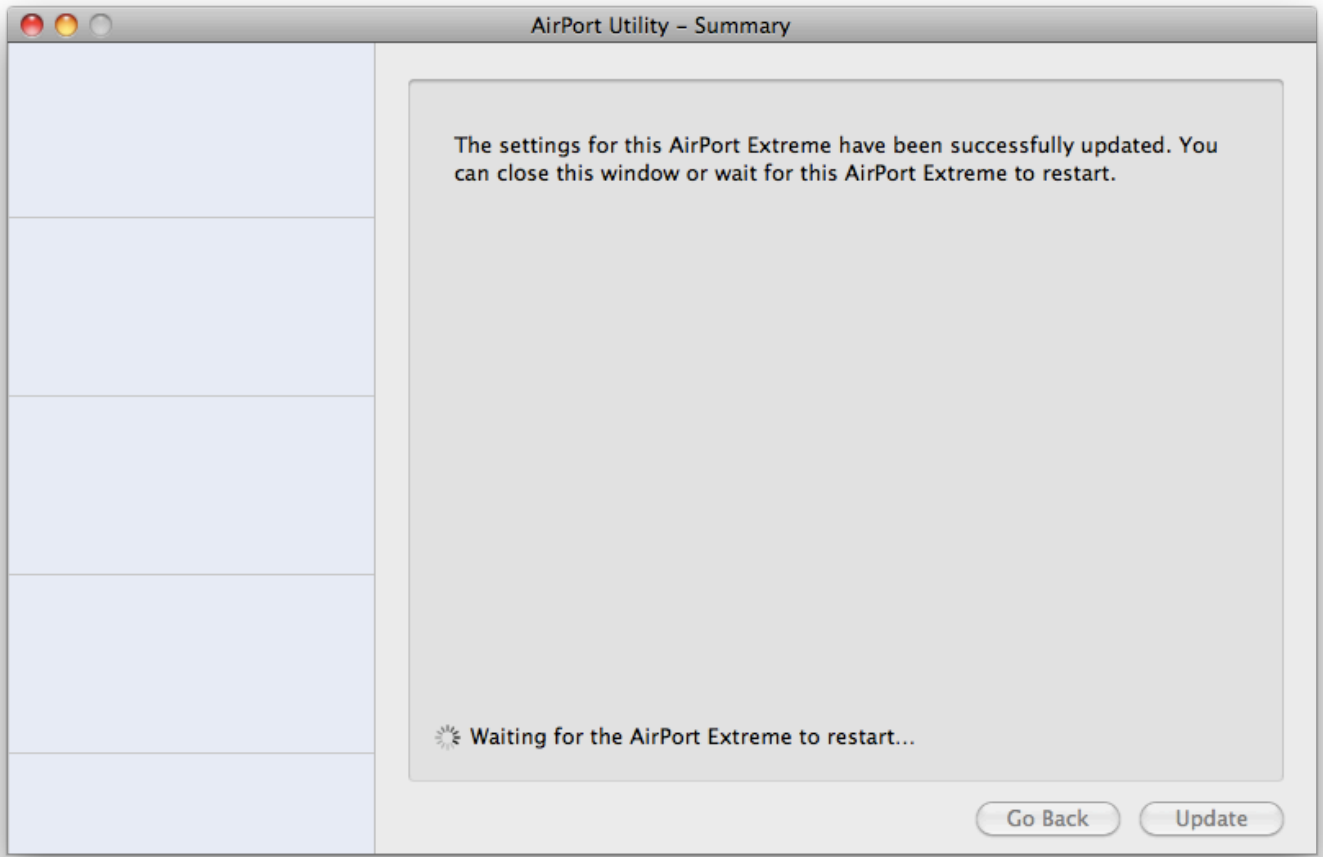 AirPort Utility – Summary
The settings for this AirPort Extreme have been successfully updated. You
can close this window or wait for this AirPort Extreme to restart.
Waiting for the AirPort Extreme to restart...
Go Back
Update